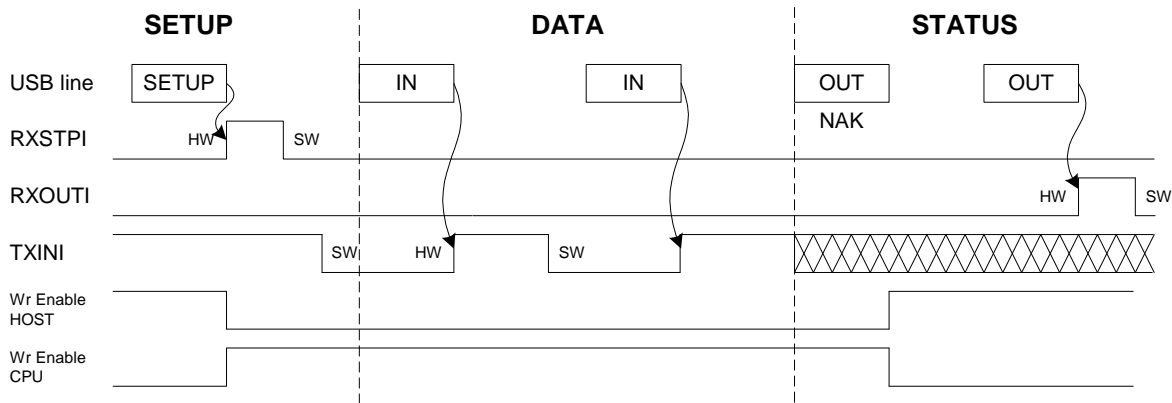 SETUP DATA STATUS
USB line SETUP IN IN OUT OUT
NAK
RXSTPI HW SW
RXOUTI HW SW
TXINI SW HW SW
Wr Enable
HOST
Wr Enable
CPU